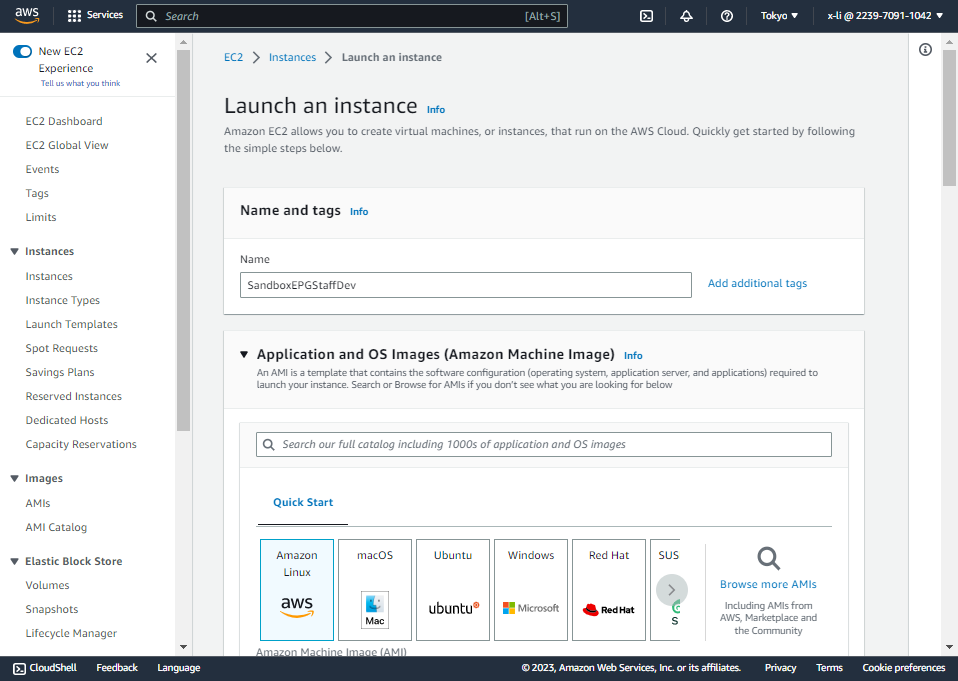 aws
Services
Search [Alt+S]
Tokyo
x-li @ 2239-7091-1042
New EC2
Experience
Tell us what you think
EC2 Dashboard
EC2 Global View
Events
Tags
Limits
Instances
Instances
Instance Types
Launch Templates
Spot Requests
Savings Plans
Reserved Instances
Dedicated Hosts
Capacity Reservations
Images
AMIs
AMI Catalog
Elastic Block Store
Volumes
Snapshots
Lifecycle Manager
EC2 Instances Launch an instance
Launch an instance Info
Amazon EC2 allows you to create virtual machines, or instances, that run on the AWS Cloud. Quickly get started by following
the simple steps below.
Name and tags Info
Name
SandboxEPGStaffDev
Add additional tags
Application and OS Images (Amazon Machine Image) Info
An AMI is a template that contains the software configuration (operating system, application server, and applications) required to
launch your instance. Search or Browse for AMIs if you don't see what you are looking for below
Search our full catalog including 1000s of application and OS images
Quick Start
Amazon
Linux
aws
macOS
Mac
Ubuntu
ubuntu
Windows
Microsoft
Red Hat
Red Hat
SUS
S
Browse more AMIs
Including AMIs from
AWS, Marketplace and
the Community
Amazon Machine Image (AMI)
CloudShell
Feedback
Language
© 2023, Amazon Web Services, Inc. or its affiliates.
Privacy
Terms
Cookie preferences